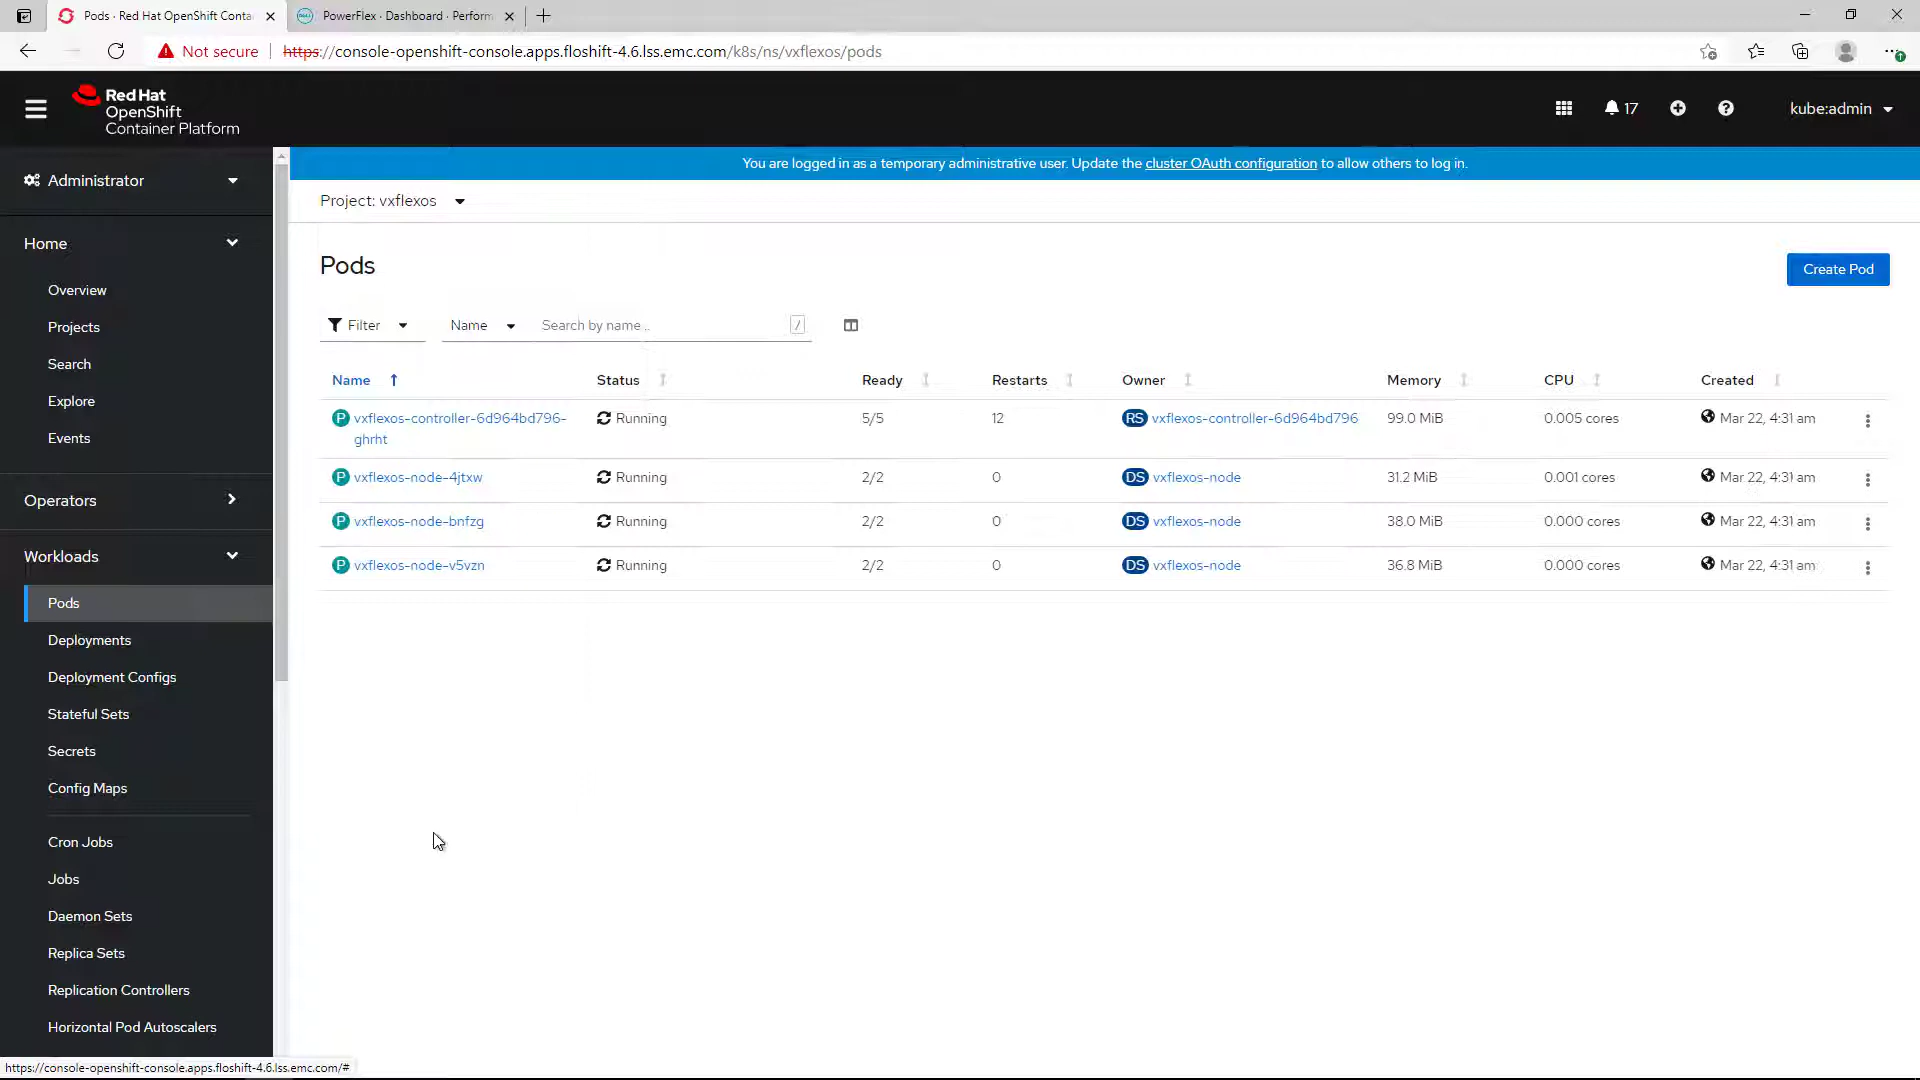 Pods · Red Hat OpenShift Conta
PowerFlex · Dashboard · Perform
Not secure
https://console-openshift-console.apps.floshift-4.6.lss.emc.com/k8s/ns/vxflexos/pods
Red Hat
OpenShift
Container Platform
17
kube:admin
You are logged in as a temporary administrative user. Update the cluster OAuth configuration to allow others to log in.
Administrator
Project: vxflexos
Home
Overview
Projects
Search
Explore
Events
Operators
Workloads
Pods
Deployments
Deployment Configs
Stateful Sets
Secrets
Config Maps
Cron Jobs
Jobs
Daemon Sets
Replica Sets
Replication Controllers
Horizontal Pod Autoscalers
Pods
Create Pod
Filter
Name
Search by name ..
/
Name Status Ready Restarts Owner Memory CPU Created
P vxflexos-controller-6d964bd796-
ghrht
Running 5/5 12 RS vxflexos-controller-6d964bd796 99.0 MiB 0.005 cores Mar 22, 4:31 am
P vxflexos-node-4jtxw Running 2/2 0 DS vxflexos-node 31.2 MiB 0.001 cores Mar 22, 4:31 am
P vxflexos-node-bnfzg Running 2/2 0 DS vxflexos-node 38.0 MiB 0.000 cores Mar 22, 4:31 am
P vxflexos-node-v5vzn Running 2/2 0 DS vxflexos-node 36.8 MiB 0.000 cores Mar 22, 4:31 am
https://console-openshift-console.apps.floshift-4.6.lss.emc.com/#